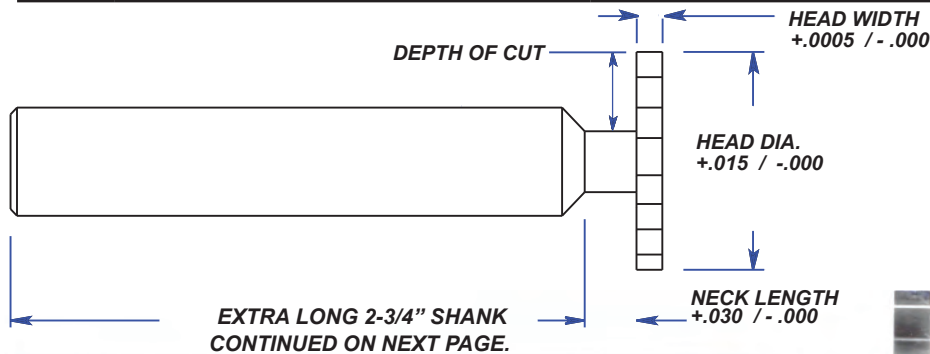 HEAD WIDTH
+.0005 / - .000
DEPTH OF CUT
HEAD DIA.
+.015 / -.000
NECK LENGTH
+.030 / - .000
EXTRA LONG 2-3/4” SHANK
CONTINUED ON NEXT PAGE.